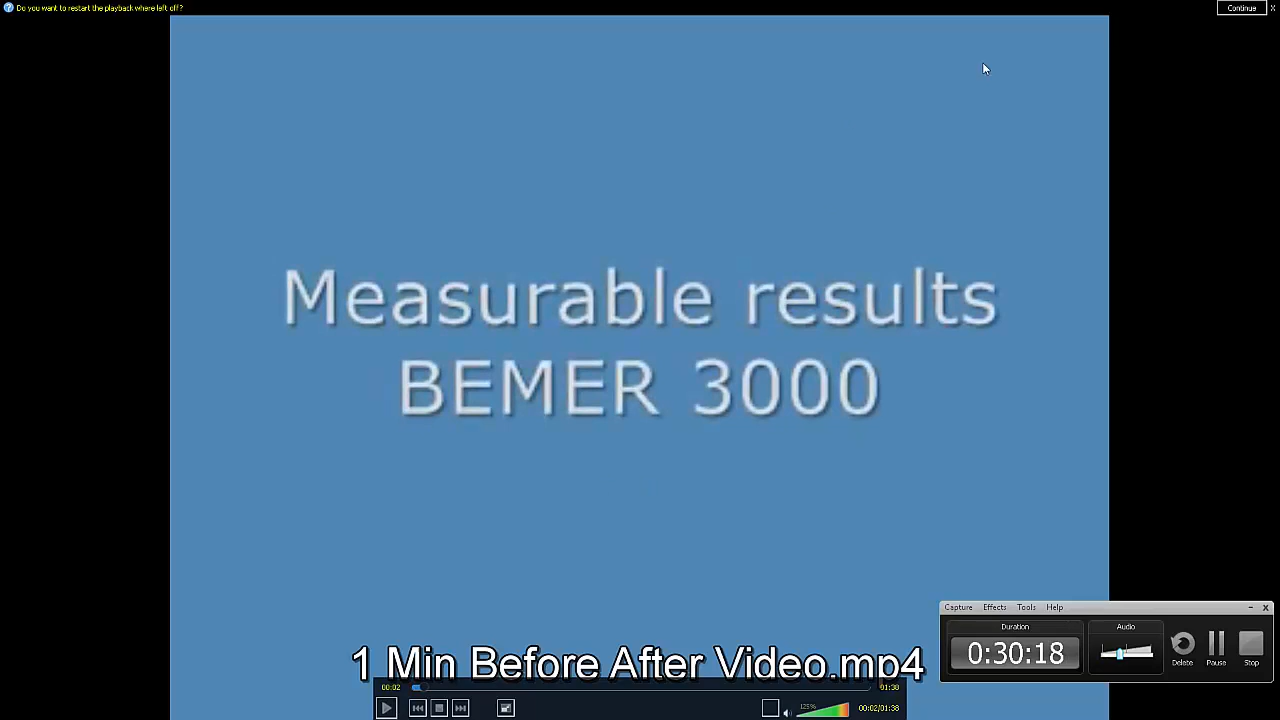 Do you want to restart the playback where left off?
Continue
X
Measurable results
BEMER 3000
Capture Effects Tools Help
Duration
Audio
0:30:18
Delete Pause Stop
1 Min Before After Video.mp4
00:02
01:38
125%
00:02/01:38